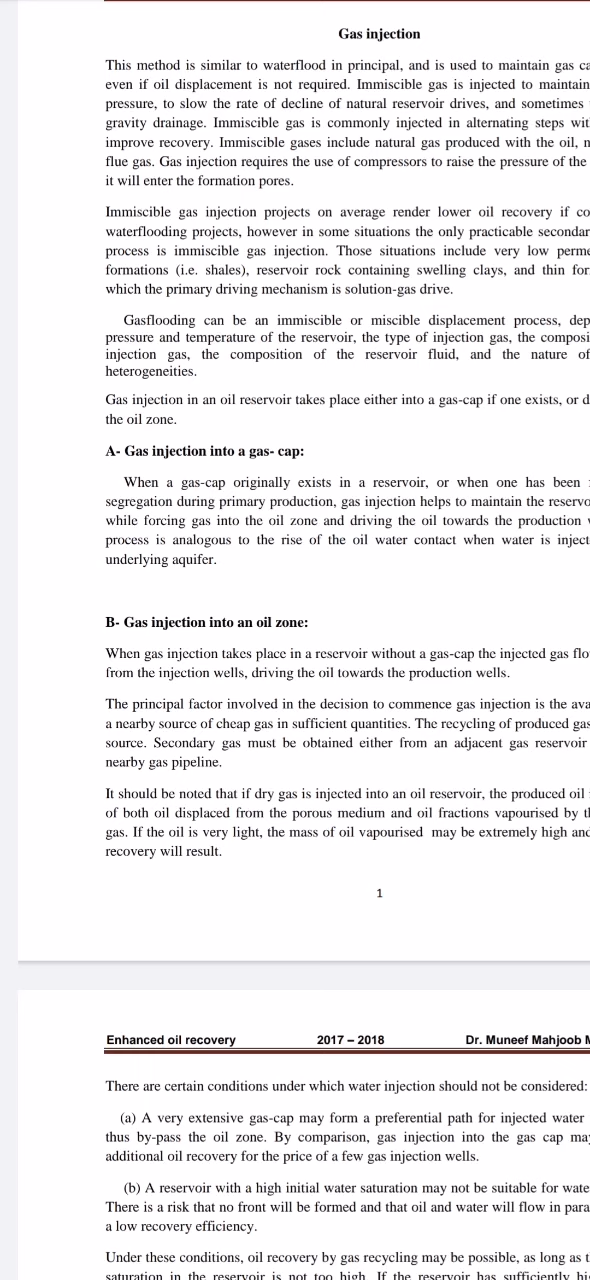 Gas injection
This method is similar to waterflood in principal, and is used to maintain gas
even if oil displacement is not required. Immiscible gas is injected to maintain
pressure, to slow the rate of decline of natural reservoir drives, and sometimes
gravity drainage. Immiscible gas is commonly injected in alternating steps
improve recovery. Immiscible gases include natural gas produced with the oil,
flue gas. Gas injection requires the use of compressors to raise the pressure of the
it will enter the formation pores.
Immiscible gas injection projects on average render lower oil recovery if
waterflooding projects, however in some situations the only practicable
process is immiscible gas injection. Those situations include very low
formations (i.e. shales), reservoir rock containing swelling clays, and thin
which the primary driving mechanism is solution-gas drive.
Gasflooding can be an immiscible or miscible displacement process,
pressure and temperature of the reservoir, the type of injection gas, the
injection gas, the composition of the reservoir fluid, and the nature of
heterogeneities.
Gas injection in an oil reservoir takes place either into a gas-cap if one exists, or
the oil zone.
A- Gas injection into a gas- cap:
When a gas-cap originally exists in a reservoir, or when one has been
segregation during primary production, gas injection helps to maintain the
while forcing gas into the oil zone and driving the oil towards the production
process is analogous to the rise of the oil water contact when water is
underlying aquifer.
B- Gas injection into an oil zone:
When gas injection takes place in a reservoir without a gas-cap the injected gas
from the injection wells, driving the oil towards the production wells.
The principal factor involved in the decision to commence gas injection is the
a nearby source of cheap gas in sufficient quantities. The recycling of produced gas
source. Secondary gas must be obtained either from an adjacent gas reservoir
nearby gas pipeline.
It should be noted that if dry gas is injected into an oil reservoir, the produced oil
of both oil displaced from the porous medium and oil fractions vapourised by
gas. If the oil is very light, the mass of oil vapourised may be extremely high and
recovery will result.
1
Enhanced oil recovery 2017 – 2018 Dr. Muneef Mahjoob
There are certain conditions under which water injection should not be considered:
(a) A very extensive gas-cap may form a preferential path for injected water
thus by-pass the oil zone. By comparison, gas injection into the gas cap
additional oil recovery for the price of a few gas injection wells.
(b) A reservoir with a high initial water saturation may not be suitable for
There is a risk that no front will be formed and that oil and water will flow in
a low recovery efficiency.
Under these conditions, oil recovery by gas recycling may be possible, as long as
saturation in the reservoir is not too high. If the reservoir has sufficiently